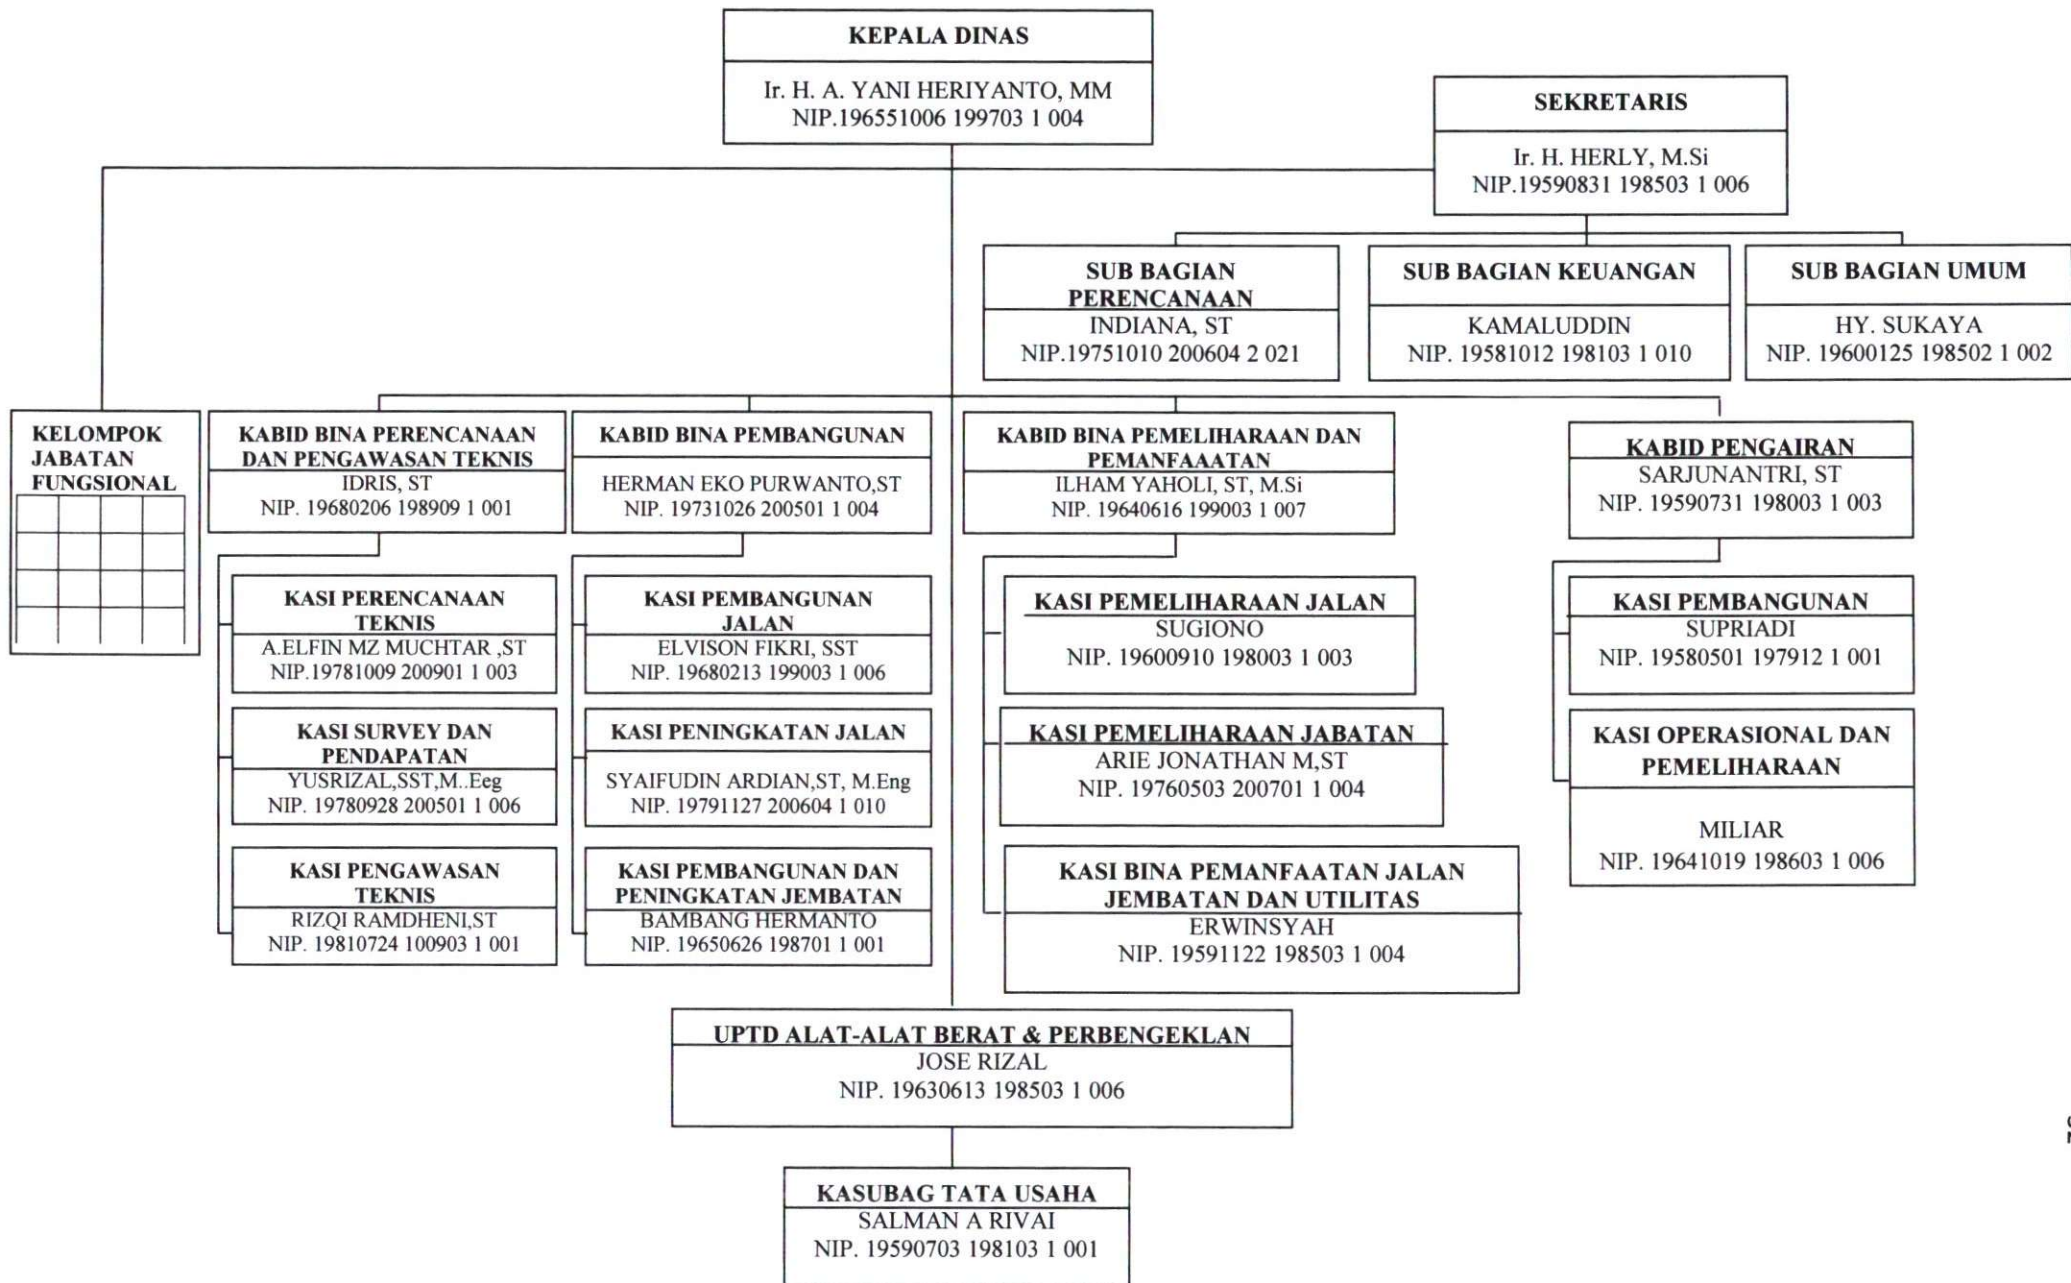 KEPALA DINAS
Ir. H. A. YANI HERIYANTO, MM
NIP.196551006 199703 1 004
SEKRETARIS
Ir. H. HERLY, M.Si
NIP.19590831 198503 1 006
SUB BAGIAN
PERENCANAAN
INDIANA, ST
NIP.19751010 200604 2 021
SUB BAGIAN KEUANGAN
KAMALUDDIN
NIP. 19581012 198103 1 010
SUB BAGIAN UMUM
HY. SUKAYA
NIP. 19600125 198502 1 002
KELOMPOK
JABATAN
FUNGSIONAL
KABID BINA PERENCANAAN
DAN PENGAWASAN TEKNIS
IDRIS, ST
NIP. 19680206 198909 1 001
KABID BINA PEMBANGUNAN
HERMAN EKO PURWANTO,ST
NIP. 19731026 200501 1 004
KABID BINA PEMELIHARAAN DAN
PEMANFAAATAN
ILHAM YAHOLI, ST, M.Si
NIP. 19640616 199003 1 007
KABID PENGAIRAN
SARJUNANTRI, ST
NIP. 19590731 198003 1 003
KASI PERENCANAAN
TEKNIS
A.ELFIN MZ MUCHTAR ,ST
NIP.19781009 200901 1 003
KASI SURVEY DAN
PENDAPATAN
YUSRIZAL,SST,M..Eeg
NIP. 19780928 200501 1 006
KASI PENGAWASAN
TEKNIS
RIZQI RAMDHENI,ST
NIP. 19810724 100903 1 001
KASI PEMBANGUNAN
JALAN
ELVISON FIKRI, SST
NIP. 19680213 199003 1 006
KASI PENINGKATAN JALAN
SYAIFUDIN ARDIAN,ST, M.Eng
NIP. 19791127 200604 1 010
KASI PEMBANGUNAN DAN
PENINGKATAN JEMBATAN
BAMBANG HERMANTO
NIP. 19650626 198701 1 001
KASI PEMELIHARAAN JALAN
SUGIONO
NIP. 19600910 198003 1 003
KASI PEMELIHARAAN JABATAN
ARIE JONATHAN M,ST
NIP. 19760503 200701 1 004
KASI BINA PEMANFAATAN JALAN
JEMBATAN DAN UTILITAS
ERWINSYAH
NIP. 19591122 198503 1 004
KASI PEMBANGUNAN
SUPRIADI
NIP. 19580501 197912 1 001
KASI OPERASIONAL DAN
PEMELIHARAAN
MILIAR
NIP. 19641019 198603 1 006
UPTD ALAT-ALAT BERAT & PERBENGEKLAN
JOSE RIZAL
NIP. 19630613 198503 1 006
KASUBAG TATA USAHA
SALMAN A RIVAI
NIP. 19590703 198103 1 001